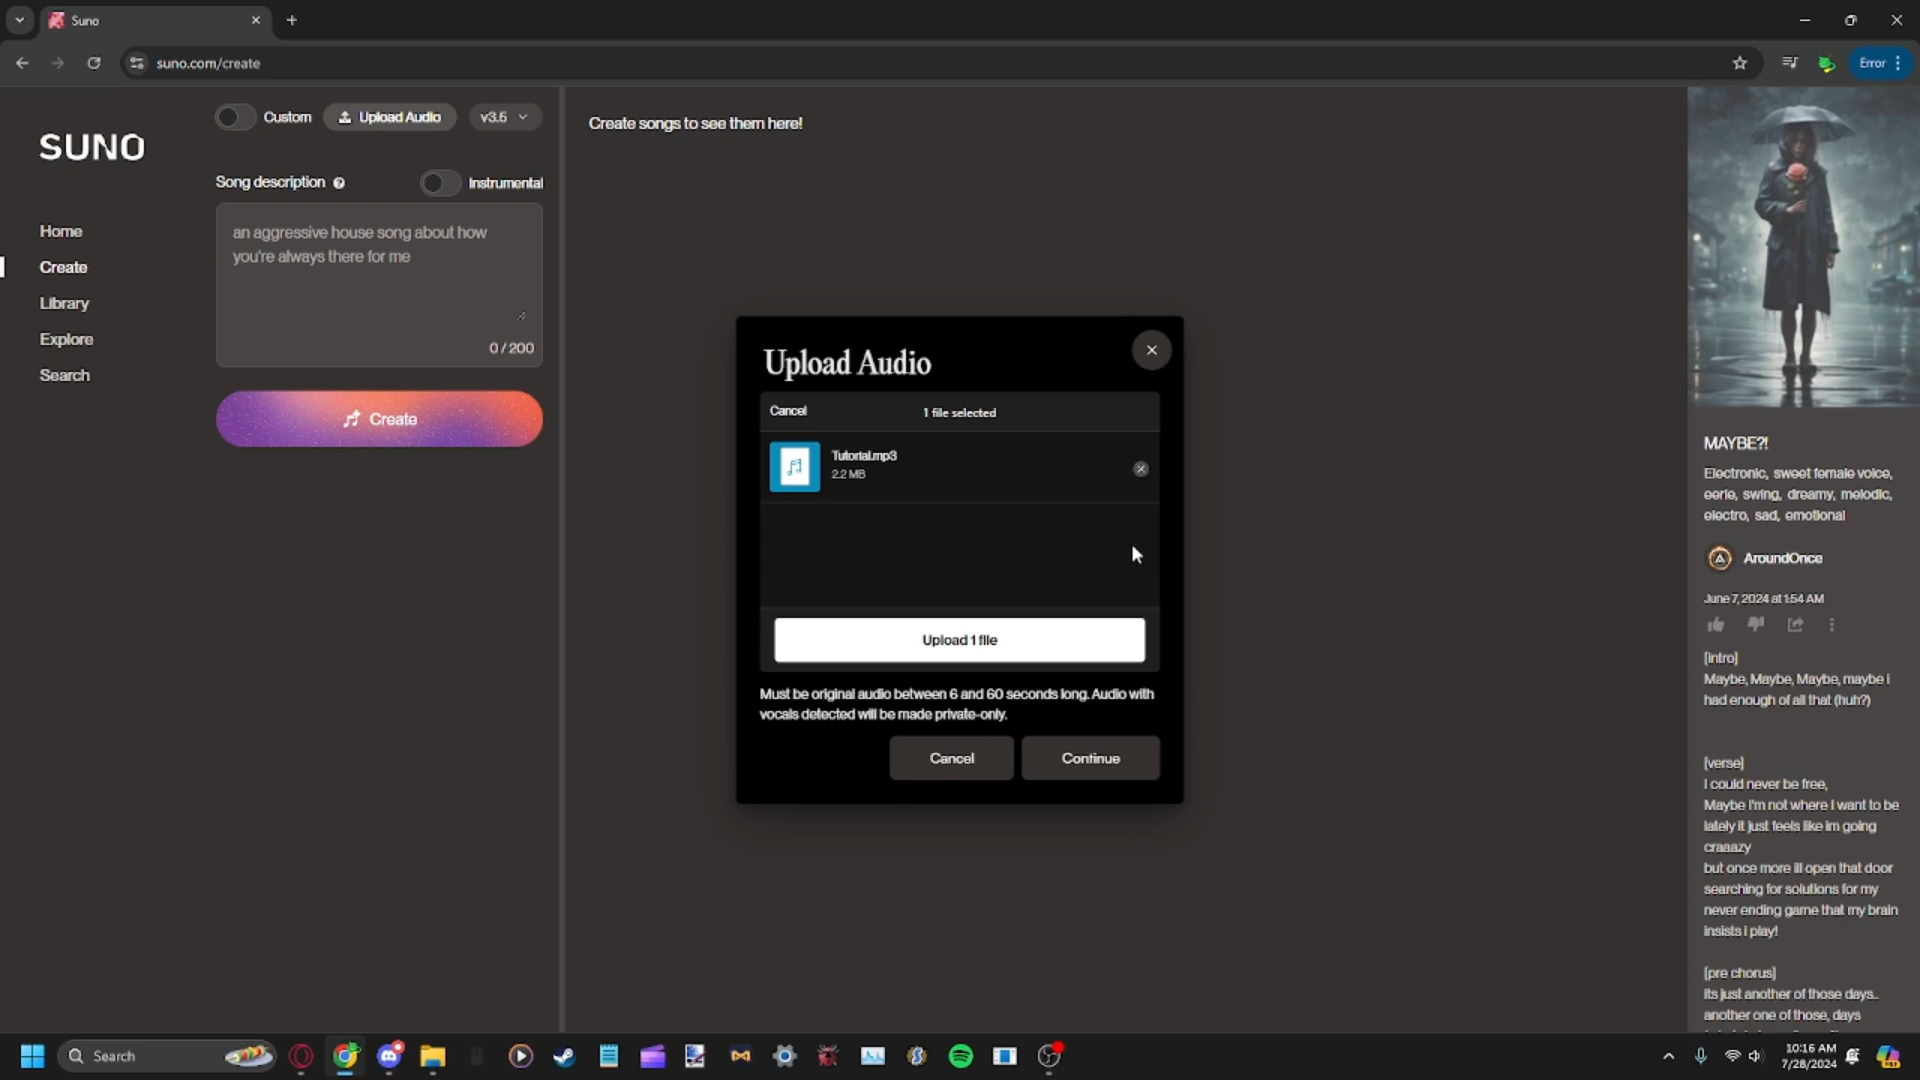 Suno
suno.com/create
Error
SUNO
Custom
Upload Audio
v3.5
Song description
Instrumental
an aggressive house song about how
you're always there for me
0 / 200
Create
Home
Create
Library
Explore
Search
Create songs to see them here!
Upload Audio
Cancel
1 file selected
Tutorial.mp3
2.2 MB
Upload 1 file
Must be original audio between 6 and 60 seconds long. Audio with
vocals detected will be made private-only.
Cancel
Continue
MAYBE?!
Electronic, sweet female voice,
eerie, swing, dreamy, melodic,
electro, sad, emotional
AroundOnce
June 7, 2024 at 1:54 AM
[intro]
Maybe, Maybe, Maybe, maybe I
had enough of all that (huh?)
[verse]
I could never be free,
Maybe I'm not where I want to be
lately it just feels like im going
craaazy
but once more ill open that door
searching for solutions for my
never ending game that my brain
insists i play!
[pre chorus]
its just another of those days..
another one of those, days
Search
10:16 AM
7/28/2024